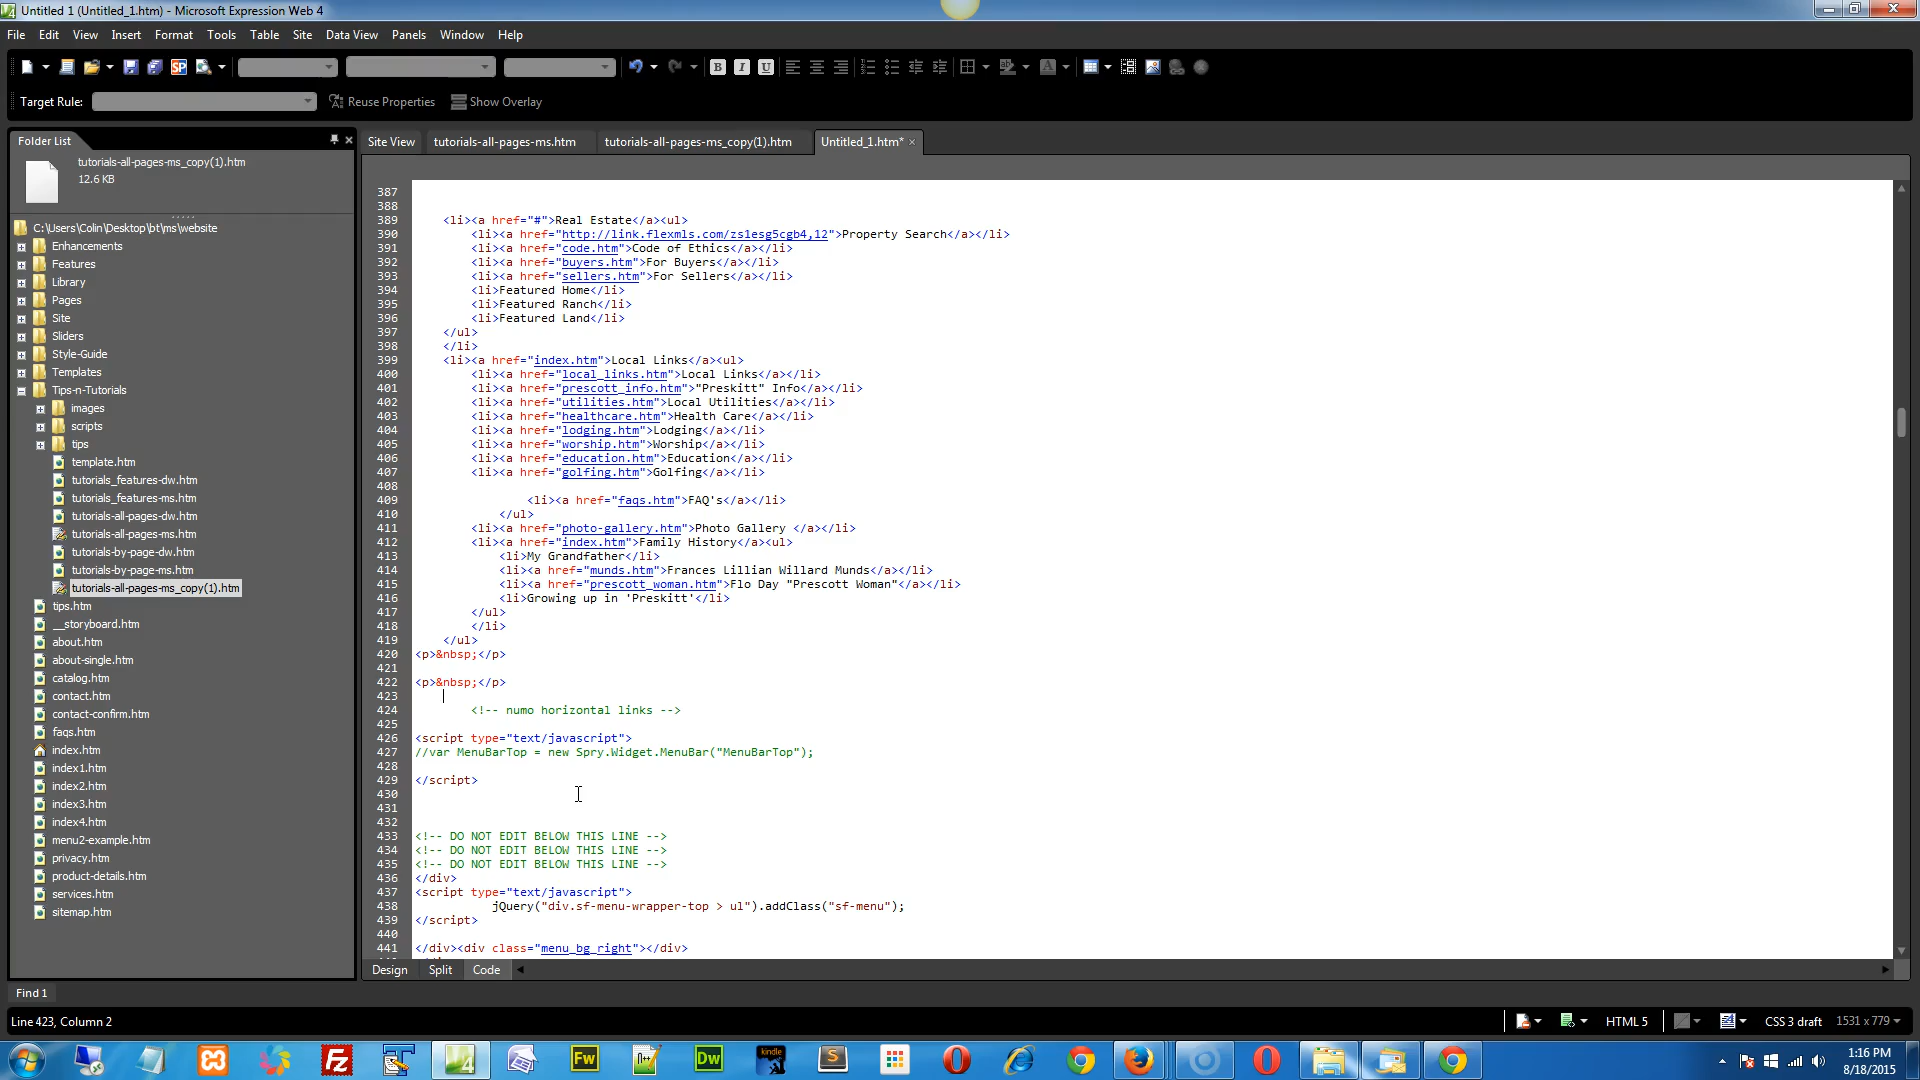 Untitled 1 (Untitled_1.htm) - Microsoft Expression Web 4
File Edit View Insert Format Tools Table Site Data View Panels Window Help
Target Rule: Reuse Properties Show Overlay
Folder List
tutorials-all-pages-ms_copy(1).htm
12.6 KB
C:\Users\Colin\Desktop\bt\ms\website
Enhancements
Features
Library
Pages
Site
Sliders
Style-Guide
Templates
Tips-n-Tutorials
images
scripts
tips
template.htm
tutorials_features-dw.htm
tutorials_features-ms.htm
tutorials-all-pages-dw.htm
tutorials-all-pages-ms.htm
tutorials-by-page-dw.htm
tutorials-by-page-ms.htm
tutorials-all-pages-ms_copy(1).htm
tips.htm
__storyboard.htm
about.htm
about-single.htm
catalog.htm
contact.htm
contact-confirm.htm
faqs.htm
index.htm
index1.htm
index2.htm
index3.htm
index4.htm
menu2-example.htm
privacy.htm
product-details.htm
services.htm
sitemap.htm
Site View tutorials-all-pages-ms.htm tutorials-all-pages-ms_copy(1).htm Untitled_1.htm*
387
388
389 <li><a href="#">Real Estate</a><ul>
390 <li><a href="http://link.flexmls.com/zs1esg5cgb4,12">Property Search</a></li>
391 <li><a href="code.htm">Code of Ethics</a></li>
392 <li><a href="buyers.htm">For Buyers</a></li>
393 <li><a href="sellers.htm">For Sellers</a></li>
394 <li>Featured Home</li>
395 <li>Featured Ranch</li>
396 <li>Featured Land</li>
397 </ul>
398 </li>
399 <li><a href="index.htm">Local Links</a><ul>
400 <li><a href="local_links.htm">Local Links</a></li>
401 <li><a href="prescott_info.htm">"Preskitt" Info</a></li>
402 <li><a href="utilities.htm">Local Utilities</a></li>
403 <li><a href="healthcare.htm">Health Care</a></li>
404 <li><a href="lodging.htm">Lodging</a></li>
405 <li><a href="worship.htm">Worship</a></li>
406 <li><a href="education.htm">Education</a></li>
407 <li><a href="golfing.htm">Golfing</a></li>
408
409 <li><a href="faqs.htm">FAQ's</a></li>
410 </ul>
411 <li><a href="photo-gallery.htm">Photo Gallery </a></li>
412 <li><a href="index.htm">Family History</a><ul>
413 <li>My Grandfather</li>
414 <li><a href="munds.htm">Frances Lillian Willard Munds</a></li>
415 <li><a href="prescott_woman.htm">Flo Day "Prescott Woman"</a></li>
416 <li>Growing up in 'Preskitt'</li>
417 </ul>
418 </li>
419 </ul>
420 <p>&nbsp;</p>
421
422 <p>&nbsp;</p>
423
424 <!-- numo horizontal links -->
425
426 <script type="text/javascript">
427 //var MenuBarTop = new Spry.Widget.MenuBar("MenuBarTop");
428
429 </script>
430
431
432
433 <!-- DO NOT EDIT BELOW THIS LINE -->
434 <!-- DO NOT EDIT BELOW THIS LINE -->
435 <!-- DO NOT EDIT BELOW THIS LINE -->
436 </div>
437 <script type="text/javascript">
438 jQuery("div.sf-menu-wrapper-top > ul").addClass("sf-menu");
439 </script>
440
441 </div><div class="menu_bg_right"></div>
Design Split Code
Find 1
Line 423, Column 2
HTML 5 CSS 3 draft 1531 x 779
1:16 PM
8/18/2015